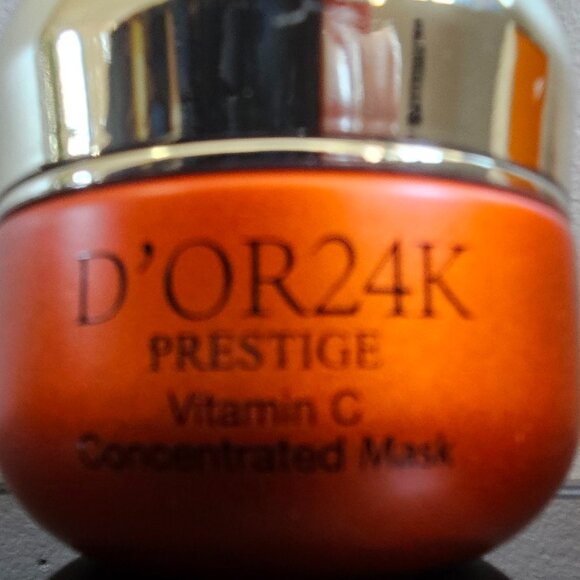 D'OR24K
PRESTIGE
Vitamin C
Concentrated Mask